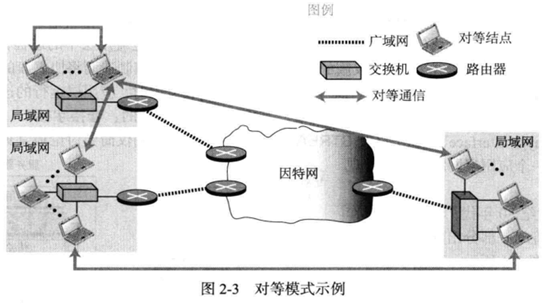 图例
广域网
对等结点
交换机
路由器
对等通信
局域网
局域网
因特网
局域网
图 2-3 对等模式示例